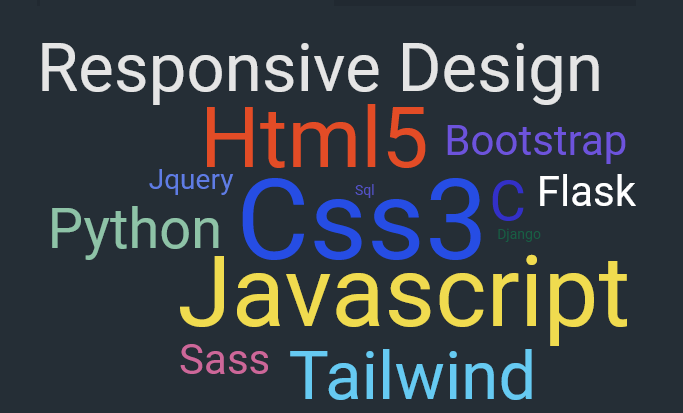 Responsive Design
Html5
Bootstrap
Jquery
Sql
Css3
C
Flask
Python
Django
Javascript
Sass
Tailwind